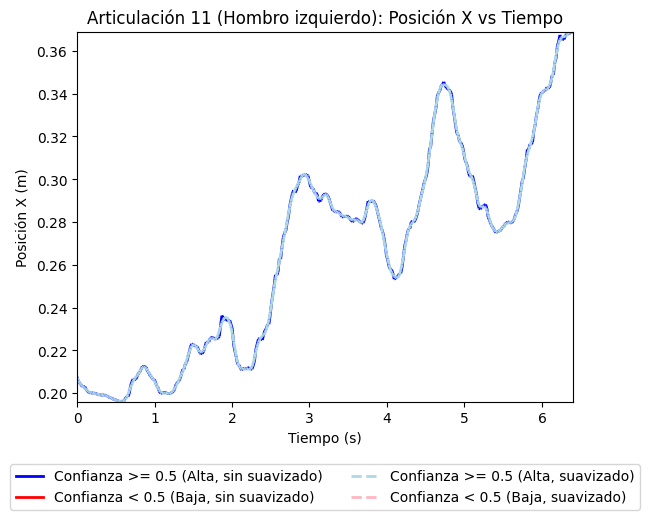 Articulación 11 (Hombro izquierdo): Posición X vs Tiempo
0.36
0.34
0.32
0.30
0.28
0.26
0.24
0.22
0.20
Posición X (m)
0 1 2 3 4 5 6
Tiempo (s)
Confianza >= 0.5 (Alta, sin suavizado)
Confianza < 0.5 (Baja, sin suavizado)
Confianza >= 0.5 (Alta, suavizado)
Confianza < 0.5 (Baja, suavizado)